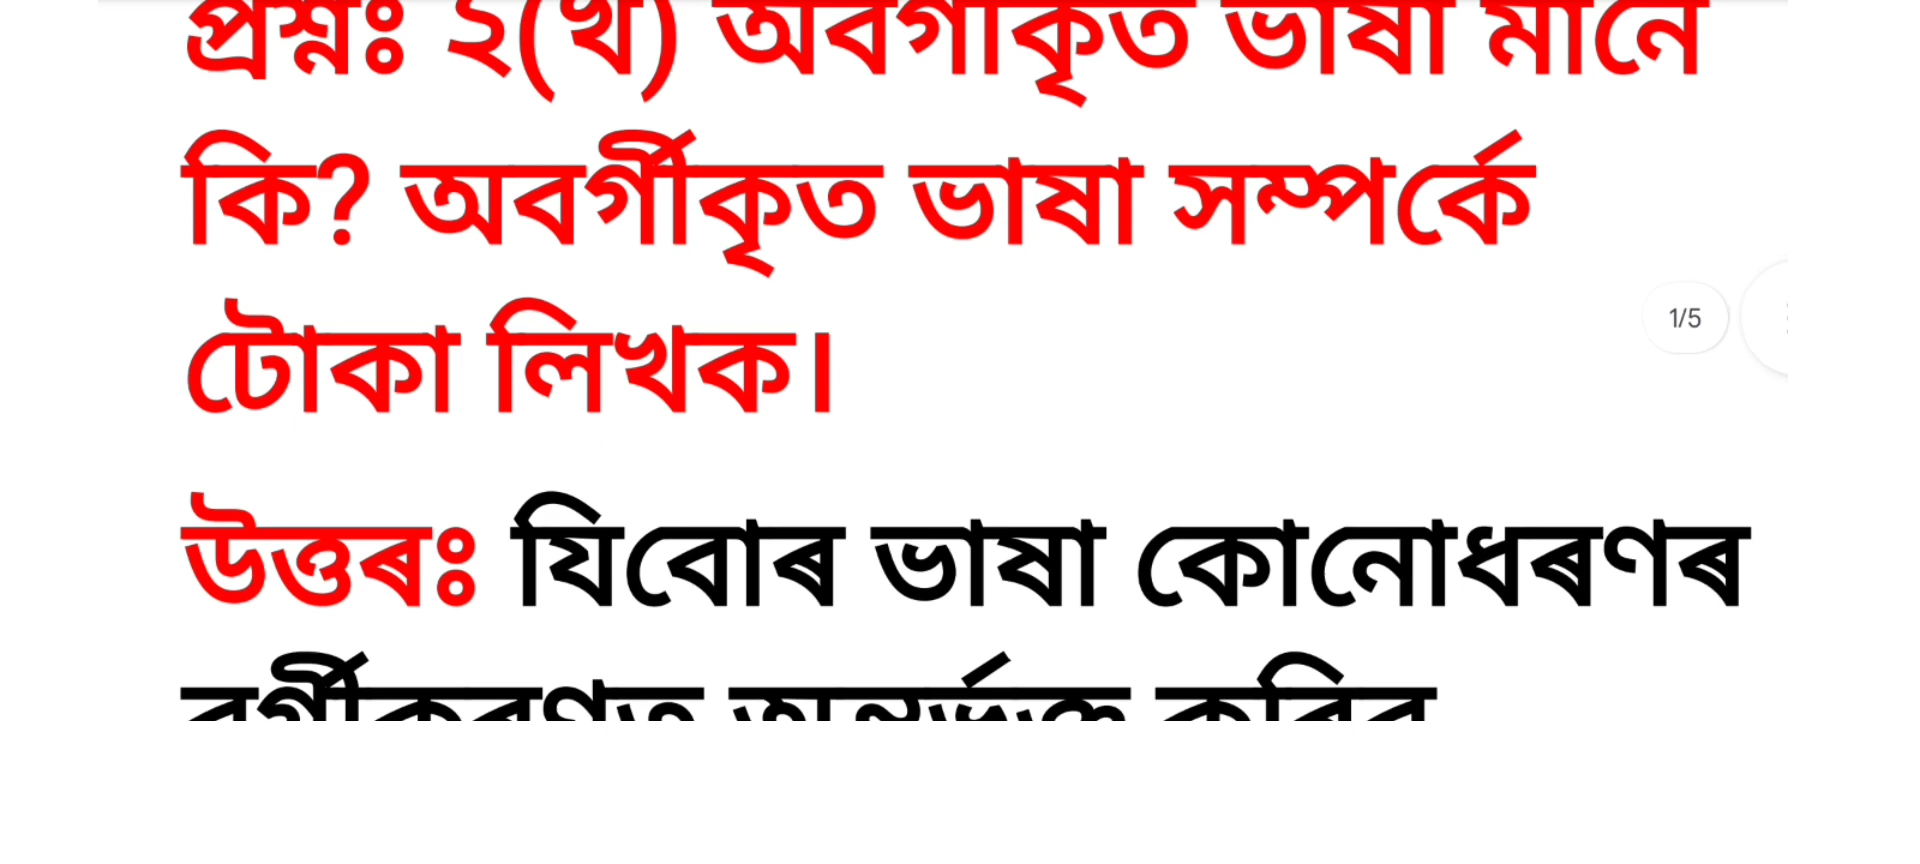 প্ৰশ্নঃ ২(খ) অবৰ্গীকৃত ভাষা মানে
কি? অবৰ্গীকৃত ভাষা সম্পৰ্কে
টোকা লিখক।
1/5
উত্তৰঃ যিবোৰ ভাষা কোনোধৰণৰ